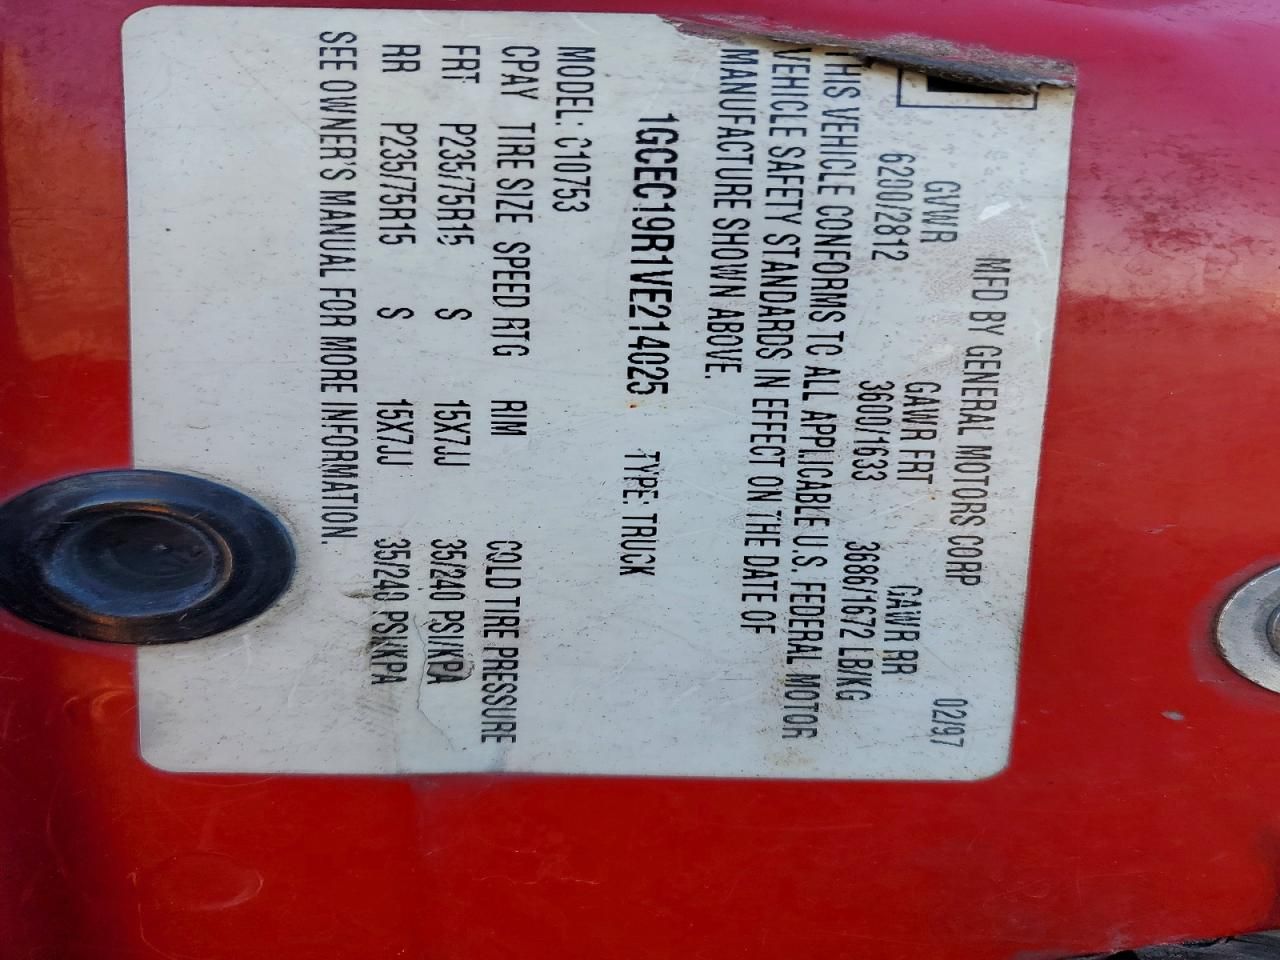 MFD BY GENERAL MOTORS CORP
02/97
GVWR GAWR FRT GAWR RR
6200/2812 3600/1633 3686/1672 LB/KG
THIS VEHICLE CONFORMS TO ALL APPLICABLE U.S. FEDERAL MOTOR
VEHICLE SAFETY STANDARDS IN EFFECT ON THE DATE OF
MANUFACTURE SHOWN ABOVE.
1GCEC19R1VE214025 TYPE: TRUCK
MODEL: C10753
CPAY TIRE SIZE SPEED RTG RIM COLD TIRE PRESSURE
FRT P235/75R15 S 15X7JJ 35/240 PSI/KPA
RR P235/75R15 S 15X7JJ 35/240 PSI/KPA
SEE OWNER'S MANUAL FOR MORE INFORMATION.